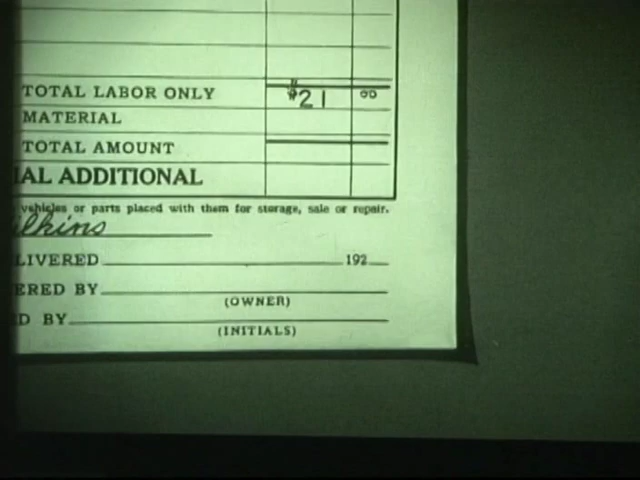 TOTAL LABOR ONLY $21 00
MATERIAL
TOTAL AMOUNT
IAL ADDITIONAL
vehicles or parts placed with them for storage, sale or repair.
ilkins
LIVERED 192
ERED BY
(OWNER)
D BY
(INITIALS)